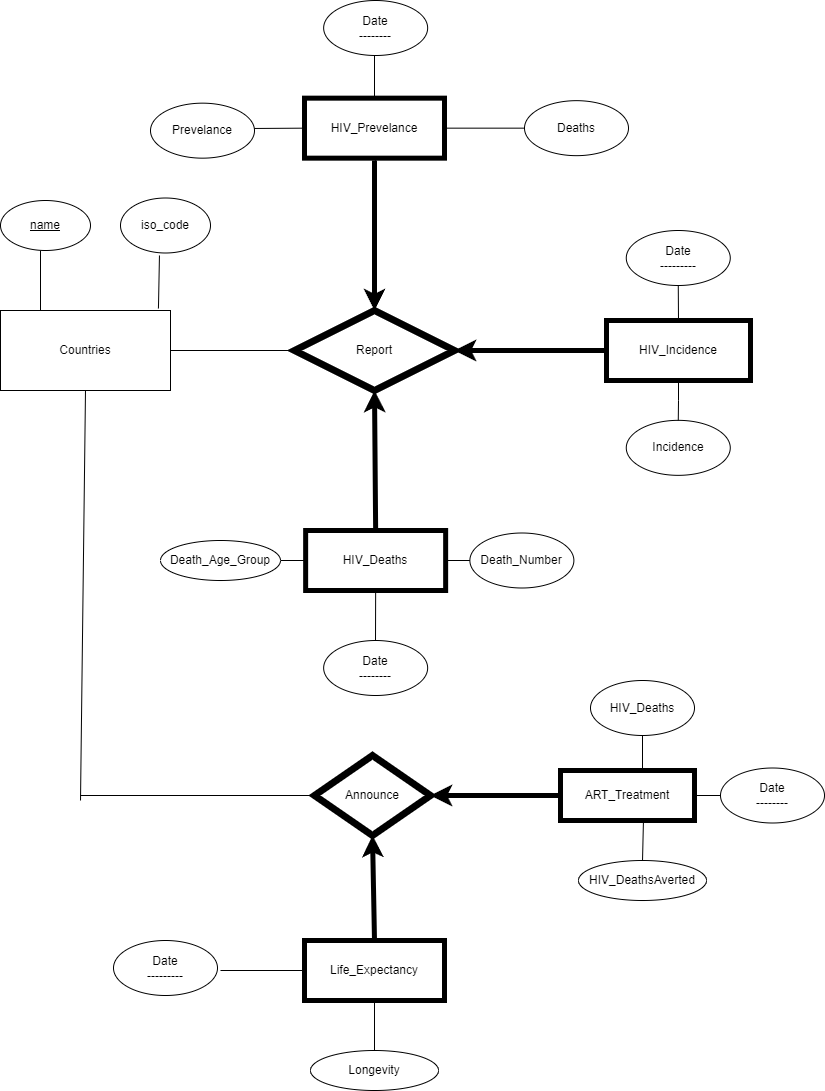 Date
--------
Prevelance
HIV_Prevelance
Deaths
name
iso_code
Date
---------
Countries
Report
HIV_Incidence
Incidence
Death_Age_Group
HIV_Deaths
Death_Number
Date
--------
HIV_Deaths
Announce
ART_Treatment
Date
--------
HIV_DeathsAverted
Date
---------
Life_Expectancy
Longevity